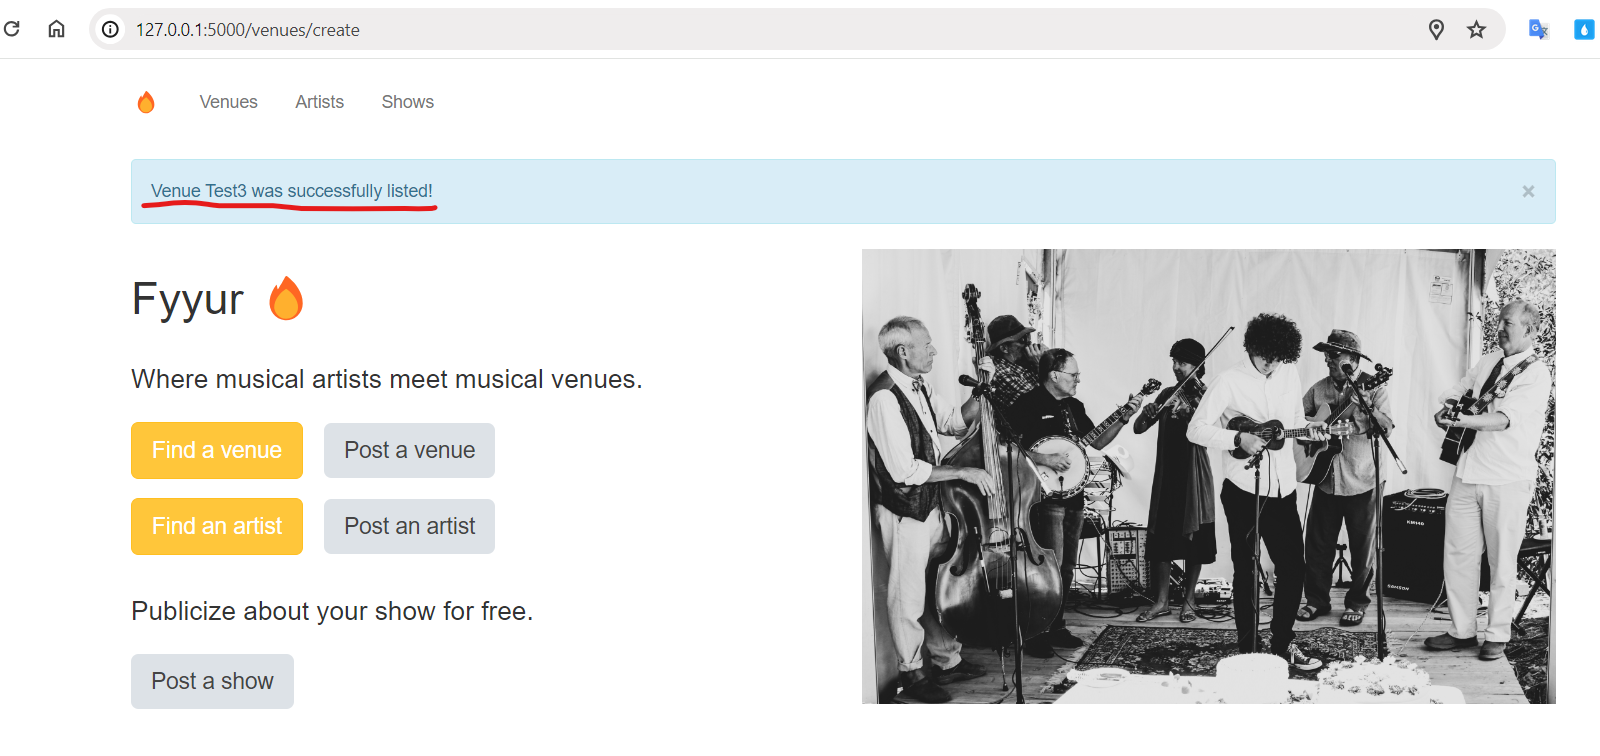 127.0.0.1:5000/venues/create
Venues Artists Shows
Venue Test3 was successfully listed!
×
Fyyur
Where musical artists meet musical venues.
Find a venue Post a venue
Find an artist Post an artist
Publicize about your show for free.
Post a show